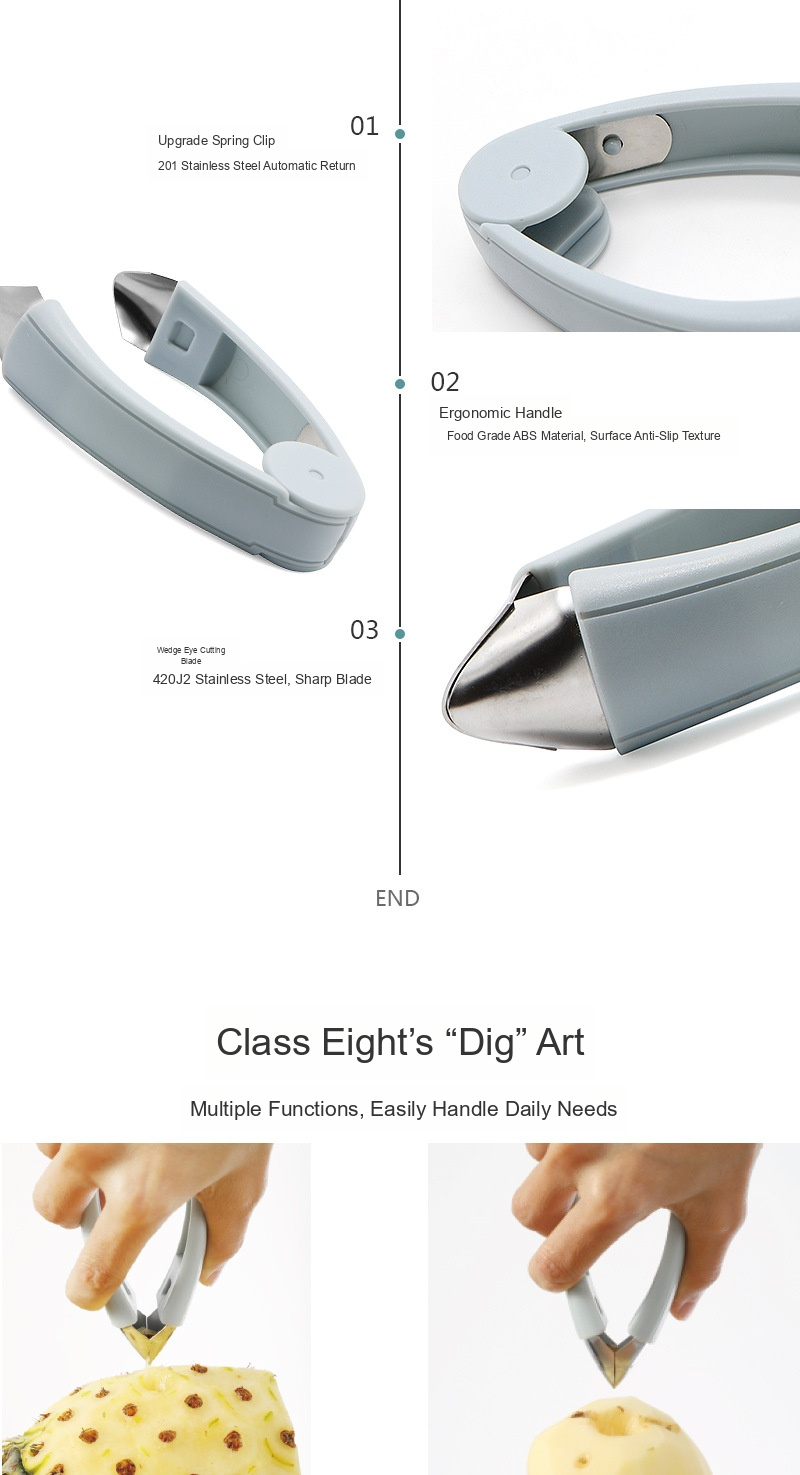 01
Upgrade Spring Clip
201 Stainless Steel Automatic Return
02
Ergonomic Handle
Food Grade ABS Material, Surface Anti-Slip Texture
03
Wedge Eye Cutting
Blade
420J2 Stainless Steel, Sharp Blade
END
Class Eight’s “Dig” Art
Multiple Functions, Easily Handle Daily Needs